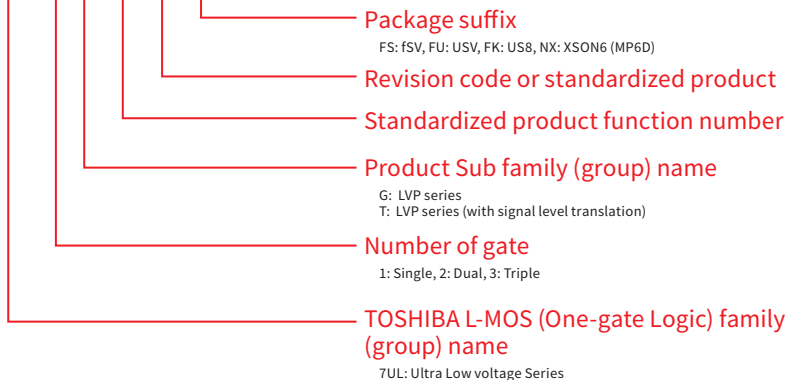 Package suffix
FS: fSV, FU: USV, FK: US8, NX: XSON6 (MP6D)
Revision code or standardized product
Standardized product function number
Product Sub family (group) name
G: LVP series
T: LVP series (with signal level translation)
Number of gate
1: Single, 2: Dual, 3: Triple
TOSHIBA L-MOS (One-gate Logic) family
(group) name
7UL: Ultra Low voltage Series